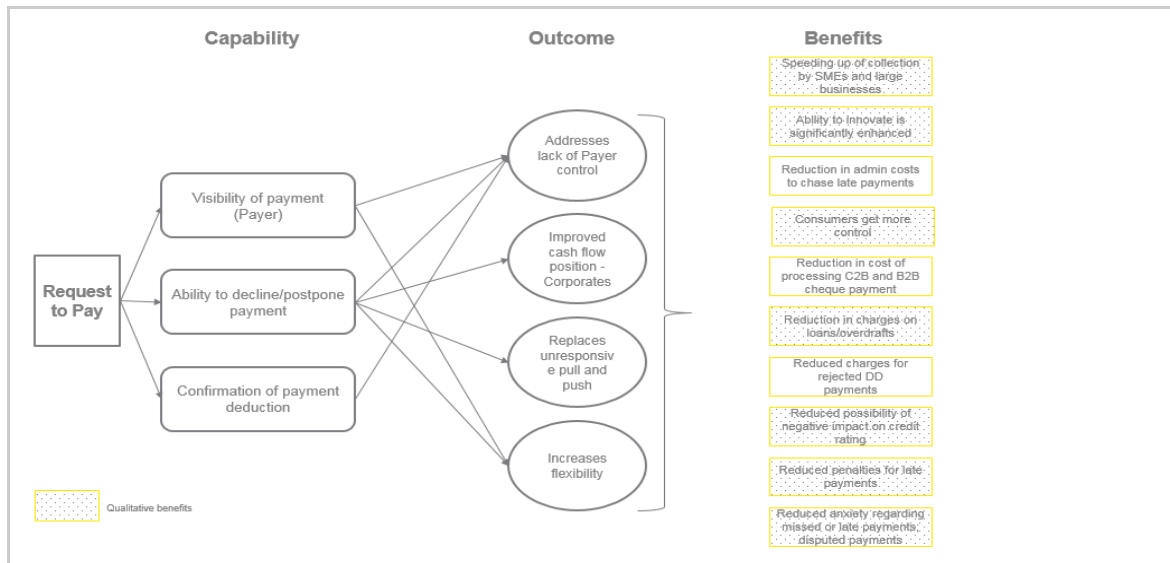 Capability
Outcome
Benefits
Request
to Pay
Visibility of payment
(Payer)
Ability to decline/postpone
payment
Confirmation of payment
deduction
Addresses
lack of Payer
control
Improved
cash flow
position -
Corporates
Replaces
unresponsiv
e pull and
push
Increases
flexibility
Speeding up of collection
by SMEs and large
businesses
Ability to innovate is
significantly enhanced
Reduction in admin costs
to chase late payments
Consumers get more
control
Reduction in cost of
processing C2B and B2B
cheque payment
Reduction in charges on
loans/overdrafts
Reduced charges for
rejected DD
payments
Reduced possibility of
negative impact on credit
rating
Reduced penalties for late
payments
Reduced anxiety regarding
missed or late payments,
disputed payments
Qualitative benefits